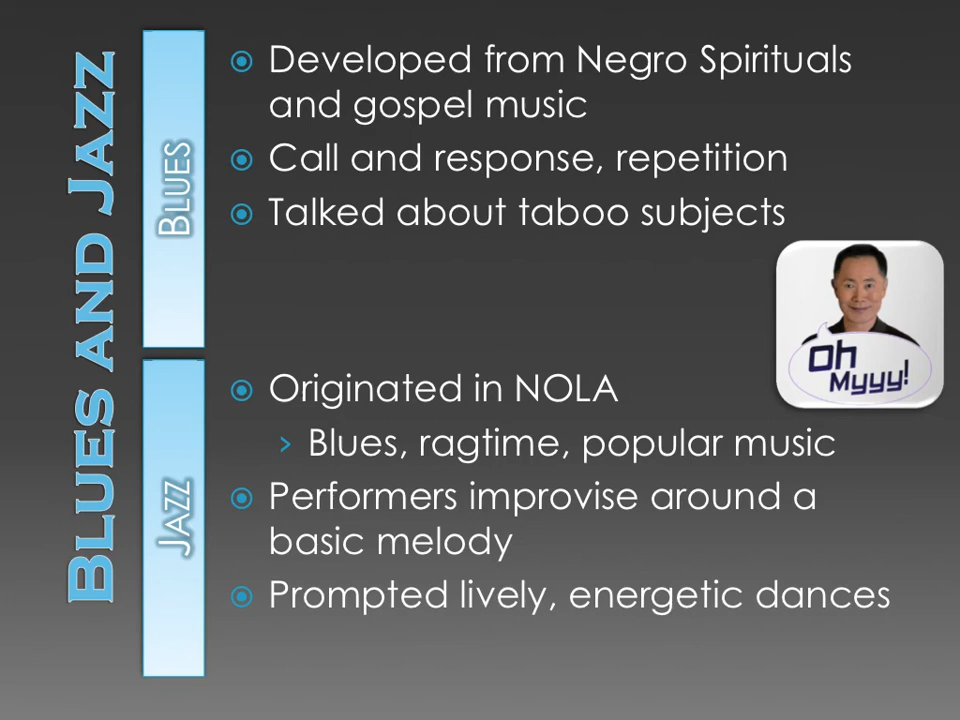 Blues and Jazz
Blues
Developed from Negro Spirituals
and gospel music
Call and response, repetition
Talked about taboo subjects
Oh
Myyy!
Jazz
Originated in NOLA
Blues, ragtime, popular music
Performers improvise around a
basic melody
Prompted lively, energetic dances